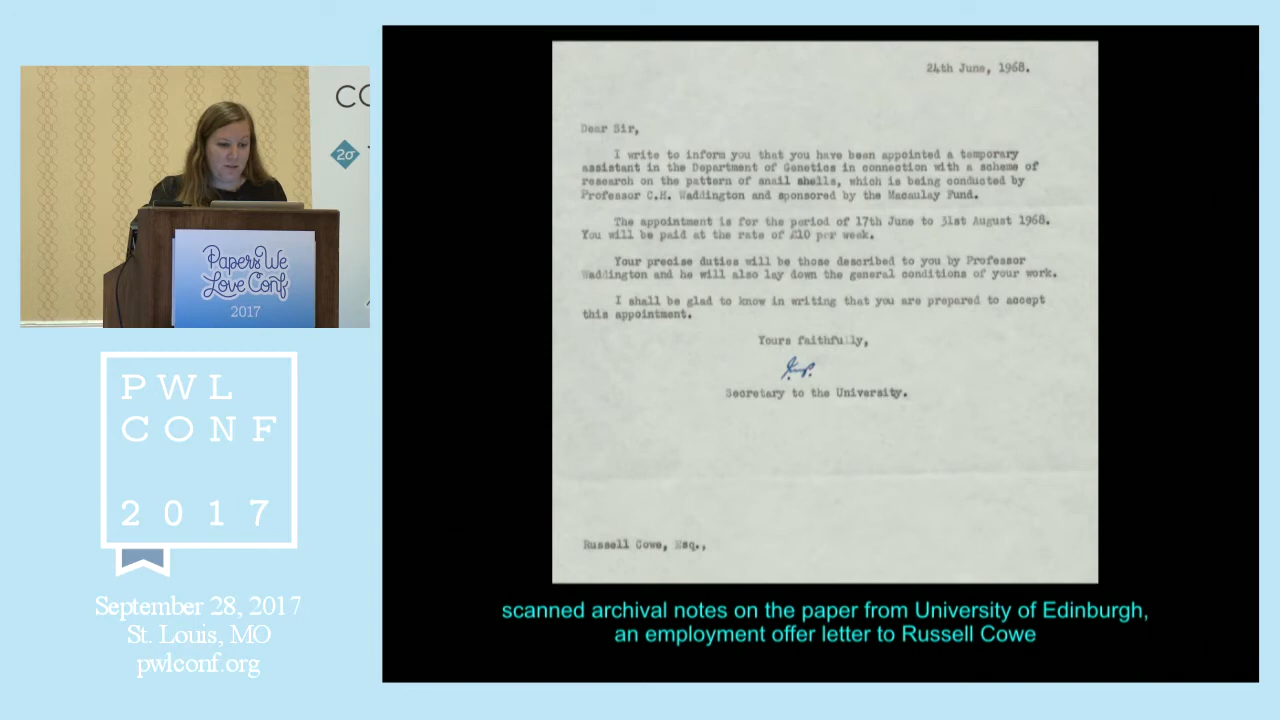 CO
2σ
Papers We
Love Conf
2017
PWL
CONF
2017
September 28, 2017
St. Louis, MO
pwlconf.org
24th June, 1968.
Dear Sir,
I write to inform you that you have been appointed a temporary
assistant in the Department of Genetics in connection with a scheme of
research on the pattern of snail shells, which is being conducted by
Professor C.H. Waddington and sponsored by the Macaulay Fund.
The appointment is for the period of 17th June to 31st August 1968.
You will be paid at the rate of £10 per week.
Your precise duties will be those described to you by Professor
Waddington and he will also lay down the general conditions of your work.
I shall be glad to know in writing that you are prepared to accept
this appointment.
Yours faithfully,
Secretary to the University.
Russell Cowe, Esq.,
scanned archival notes on the paper from University of Edinburgh,
an employment offer letter to Russell Cowe